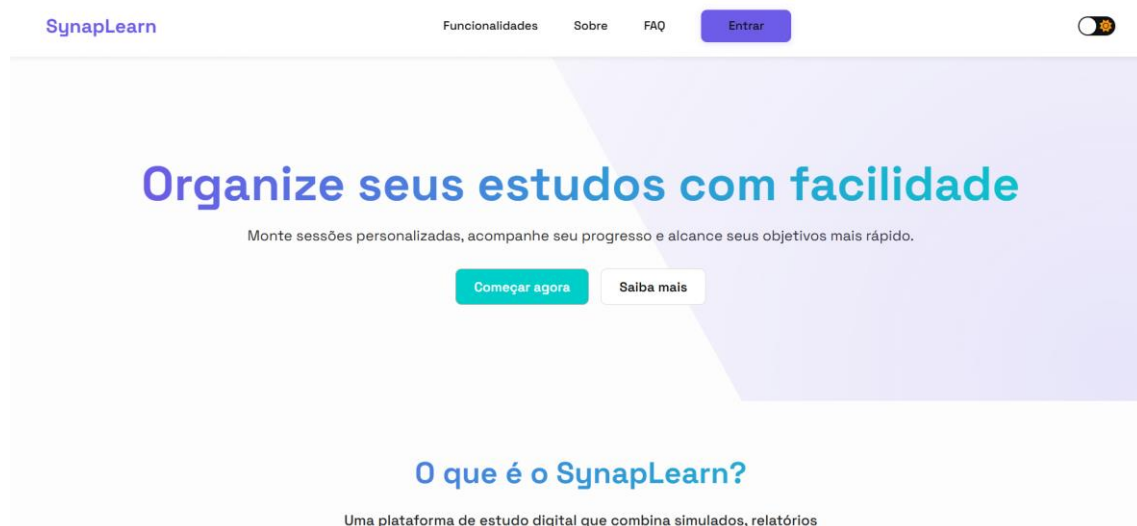 SynapLearn
Funcionalidades Sobre FAQ Entrar
Organize seus estudos com facilidade
Monte sessões personalizadas, acompanhe seu progresso e alcance seus objetivos mais rápido.
Começar agora Saiba mais
O que é o SynapLearn?
Uma plataforma de estudo digital que combina simulados, relatórios